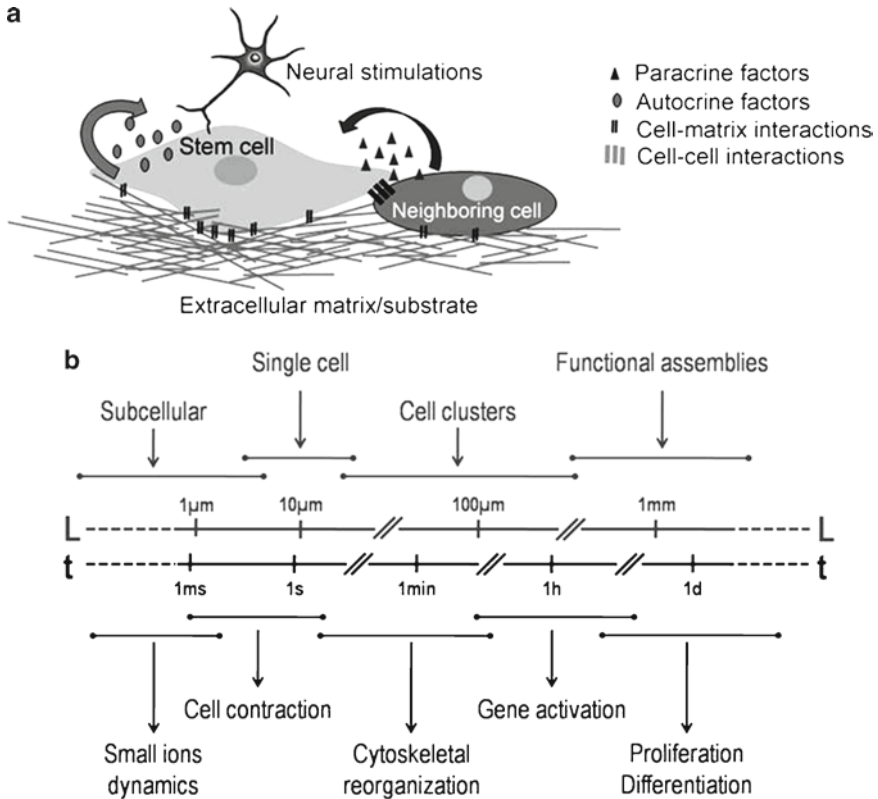 a
Neural stimulations
Stem cell
Neighboring cell
Extracellular matrix/substrate
Paracrine factors
Autocrine factors
Cell-matrix interactions
Cell-cell interactions
b
Single cell
Functional assemblies
Subcellular
Cell clusters
1µm 10µm 100µm 1mm
L L
t t
1ms 1s 1min 1h 1d
Cell contraction
Gene activation
Small ions
dynamics
Cytoskeletal
reorganization
Proliferation
Differentiation